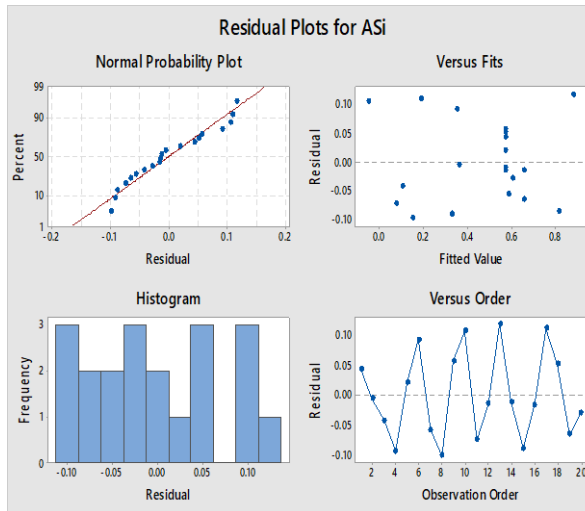 Residual Plots for ASi
Normal Probability Plot
Versus Fits
99
90
50
10
1
Percent
-0.2 -0.1 0.0 0.1 0.2
Residual
0.10
0.05
0.00
-0.05
-0.10
Residual
0.0 0.2 0.4 0.6 0.8
Fitted Value
Histogram
Versus Order
3
2
1
0
Frequency
-0.10 -0.05 0.00 0.05 0.10
Residual
0.10
0.05
0.00
-0.05
-0.10
Residual
2 4 6 8 10 12 14 16 18 20
Observation Order